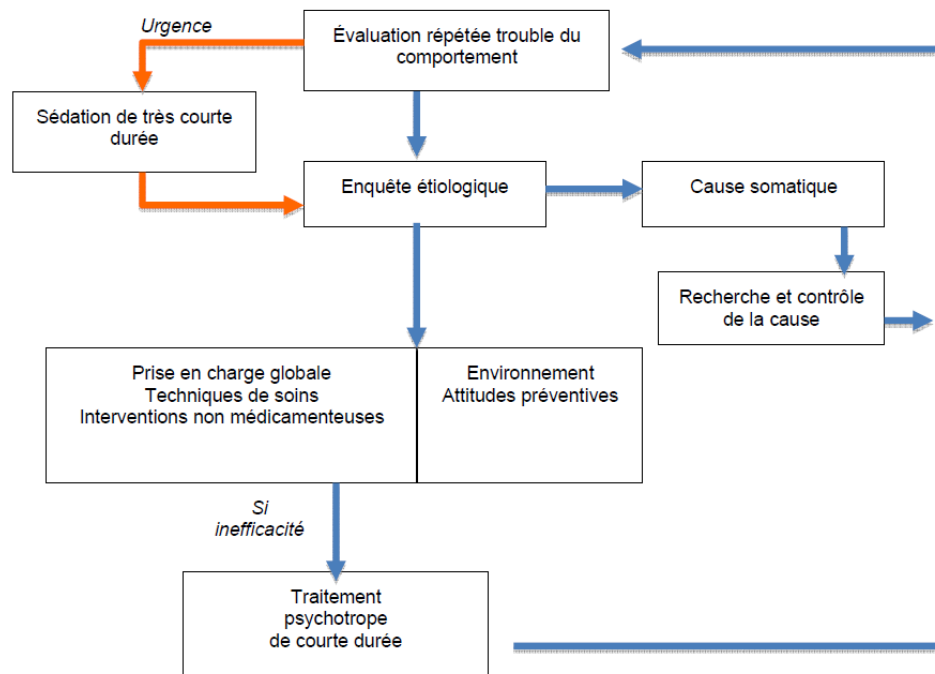 Urgence
Évaluation répétée trouble du
comportement
Sédation de très courte
durée
Enquête étiologique
Cause somatique
Recherche et contrôle
de la cause
Prise en charge globale
Techniques de soins
Interventions non médicamenteuses
Environnement
Attitudes préventives
Si
inefficacité
Traitement
psychotrope
de courte durée